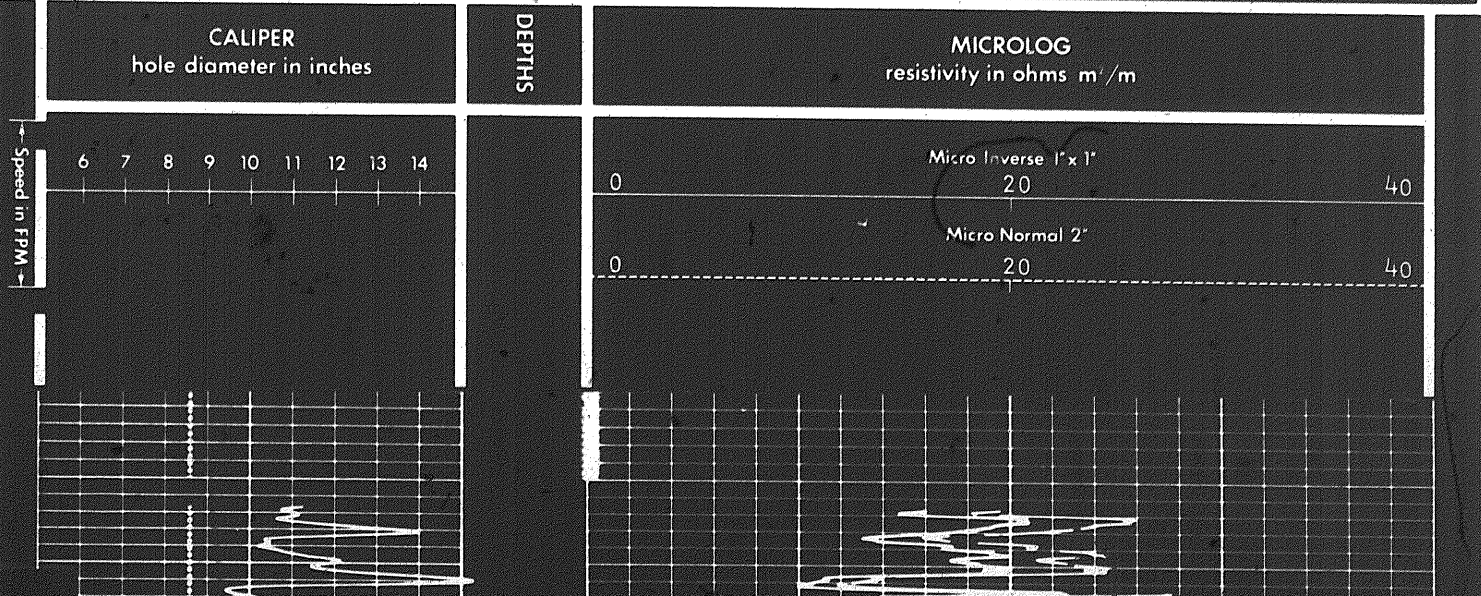 CALIPER
hole diameter in inches
DEPTHS
MICROLOG
resistivity in ohms m²/m
Speed in FPM
6 7 8 9 10 11 12 13 14
Micro Inverse 1" x 1"
0 20 40
Micro Normal 2"
0 20 40